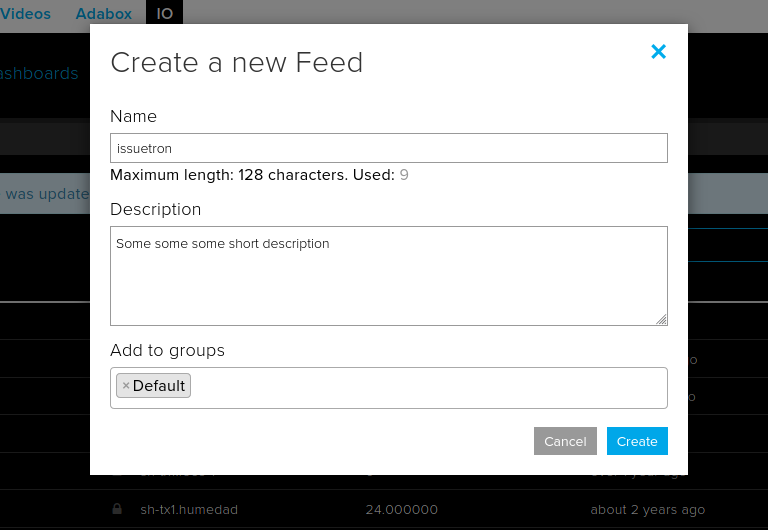 Videos Adabox IO
Create a new Feed
×
ashboards
Name
issuetron
Maximum length: 128 characters. Used: 9
was update
Description
Some some some short description
Add to groups
× Default
Cancel Create
sh-tx1.humedad 24.000000 about 2 years ago